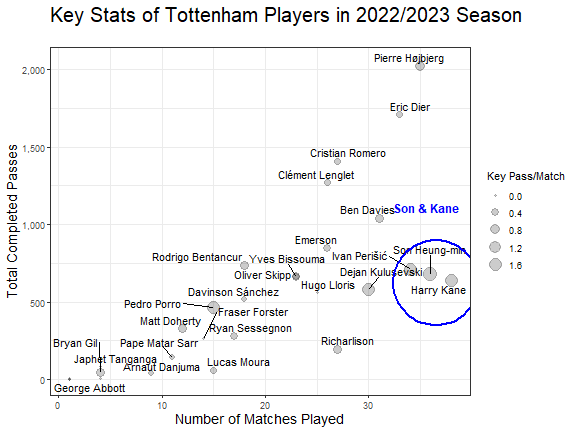 Key Stats of Tottenham Players in 2022/2023 Season
Pierre Højbjerg
2,000
Eric Dier
1,500
Cristian Romero
Clément Lenglet
Key Pass/Match
0.0
0.4
0.8
1.2
1.6
Ben Davies
Son & Kane
1,000
Total Completed Passes
Emerson
Son Heung-min
Ivan Perišić
Rodrigo Bentancur
Yves Bissouma
Oliver Skipp
Dejan Kulusevski
Hugo Lloris
Harry Kane
Davinson Sánchez
500
Pedro Porro
Fraser Forster
Matt Doherty
Ryan Sessegnon
Bryan Gil
Pape Matar Sarr
Richarlison
Japhet Tanganga
Arnaut Danjuma
Lucas Moura
0
George Abbott
0
10
20
30
Number of Matches Played